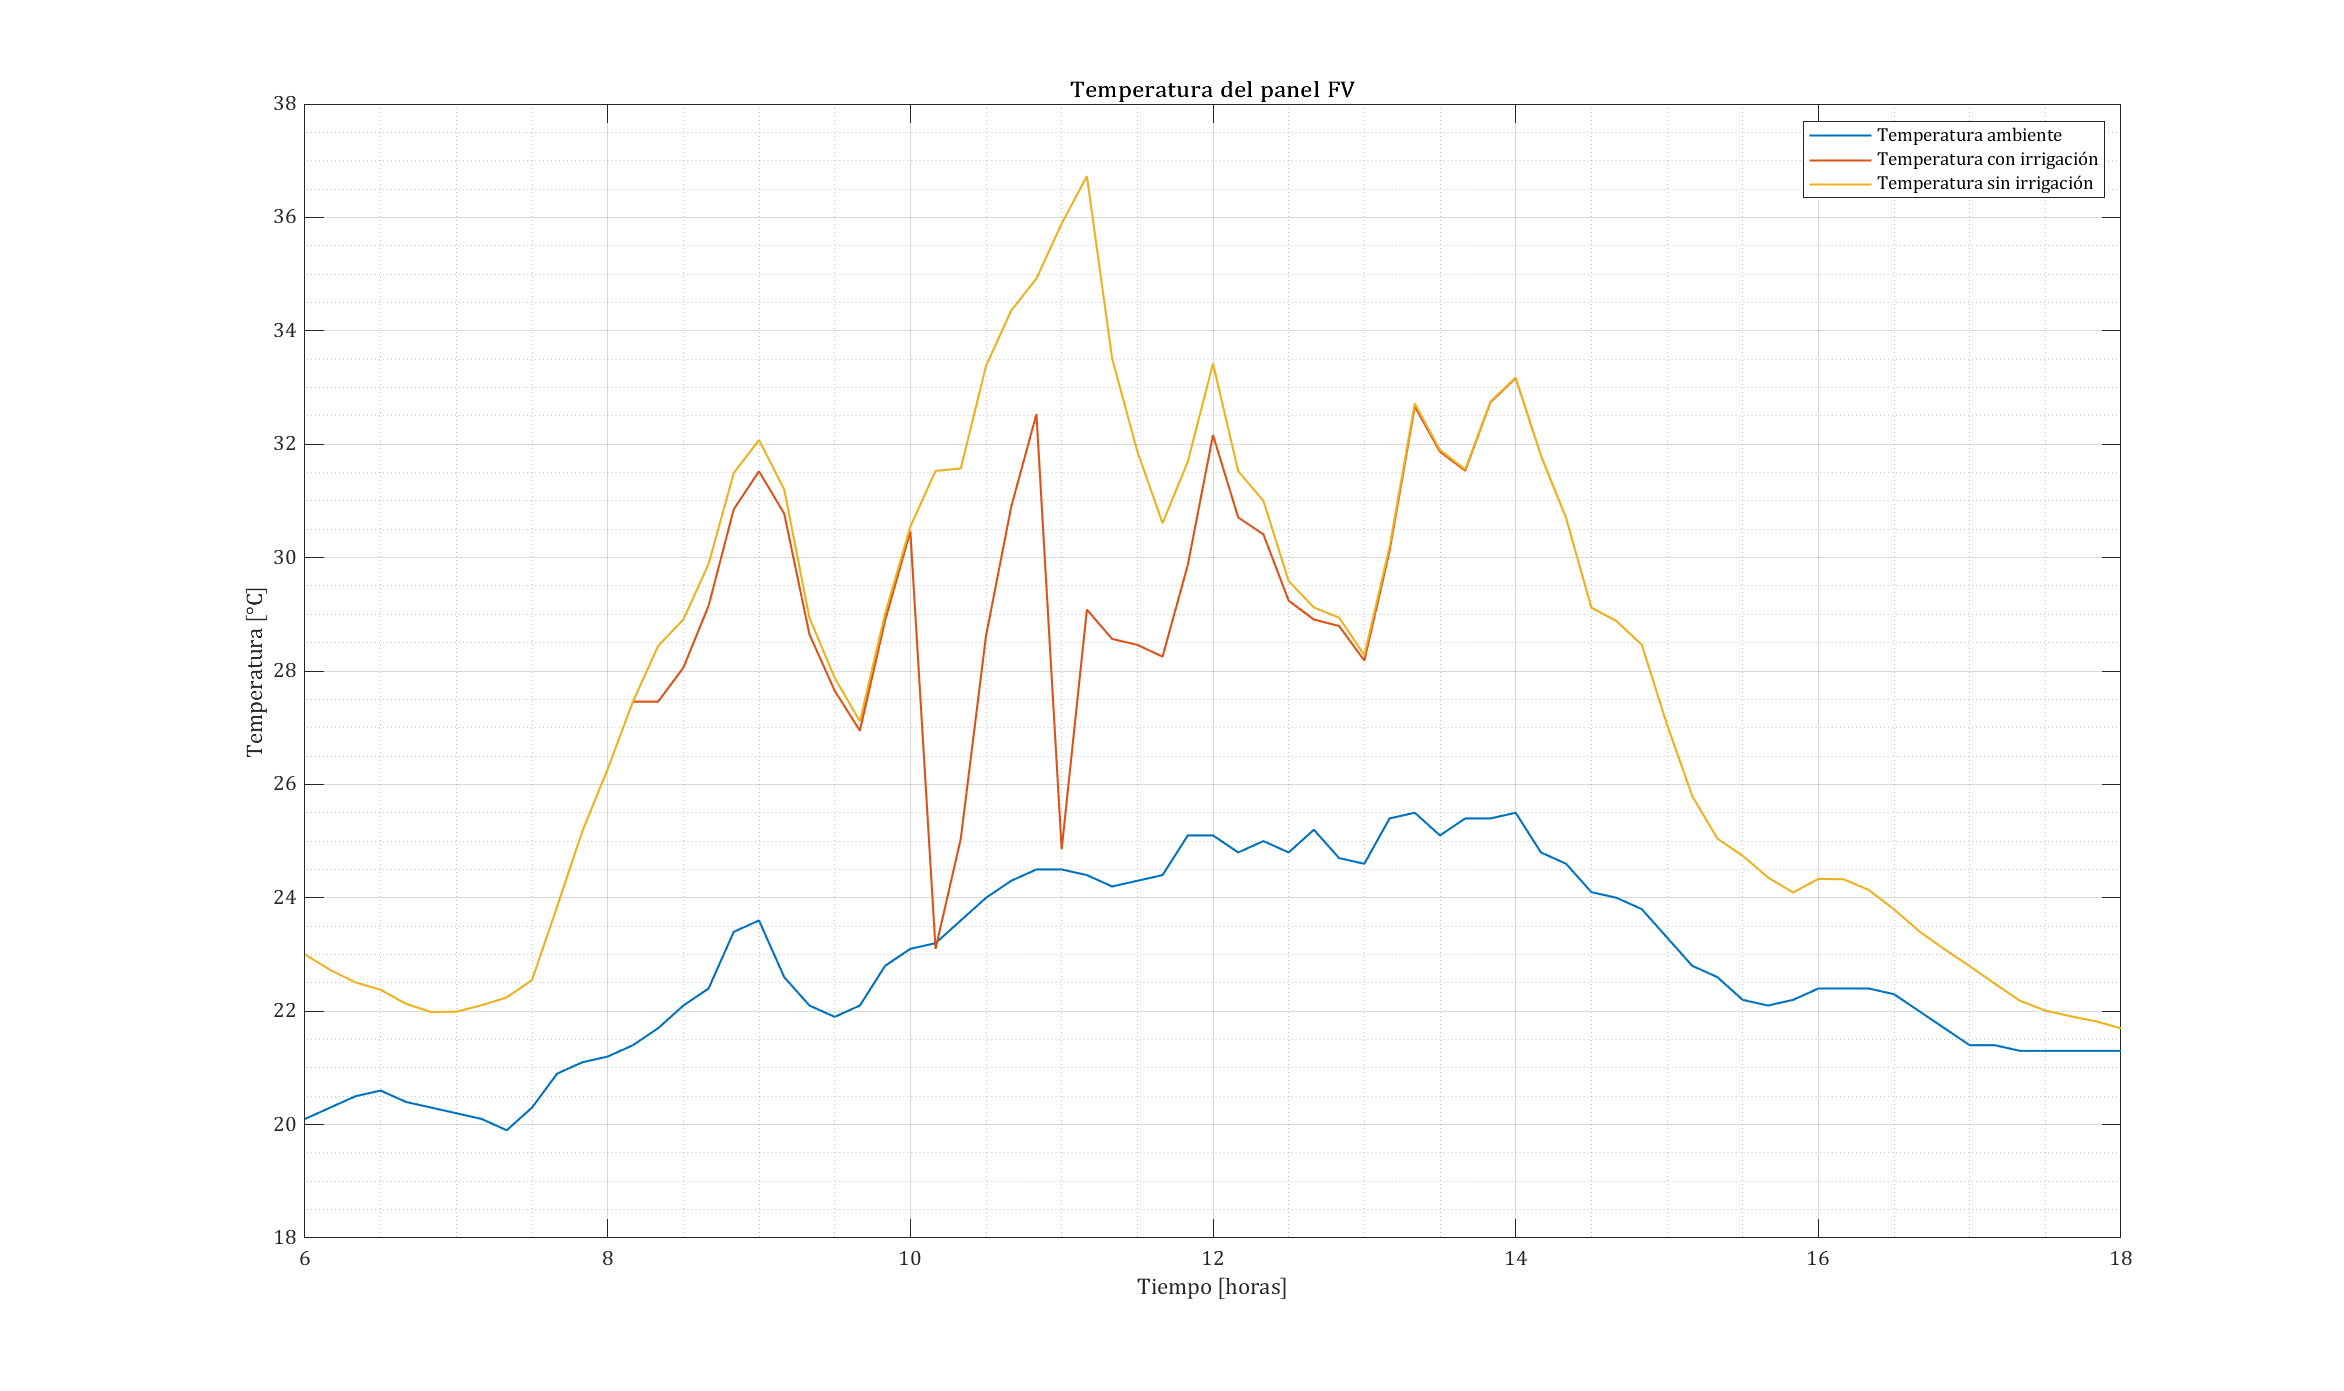 Temperatura del panel FV
38
36
34
32
30
28
26
24
22
20
18
Temperatura [°C]
Temperatura ambiente
Temperatura con irrigación
Temperatura sin irrigación
6 8 10 12 14 16 18
Tiempo [horas]